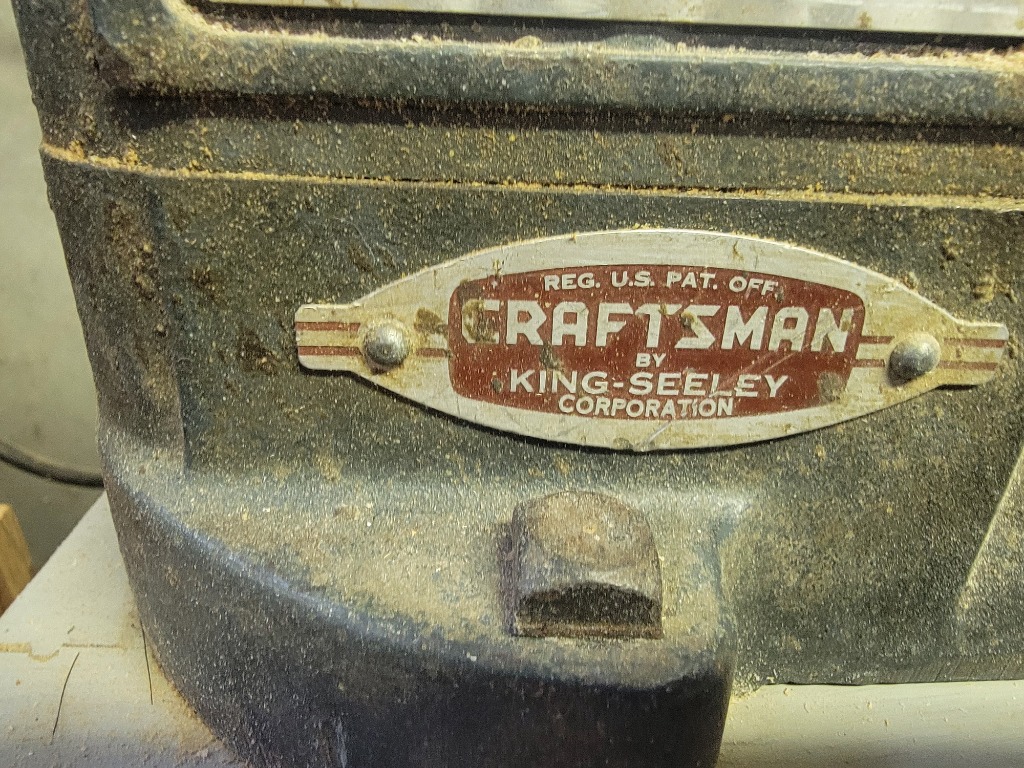 REG. U.S. PAT. OFF.
CRAFTSMAN
BY
KING-SEELEY
CORPORATION